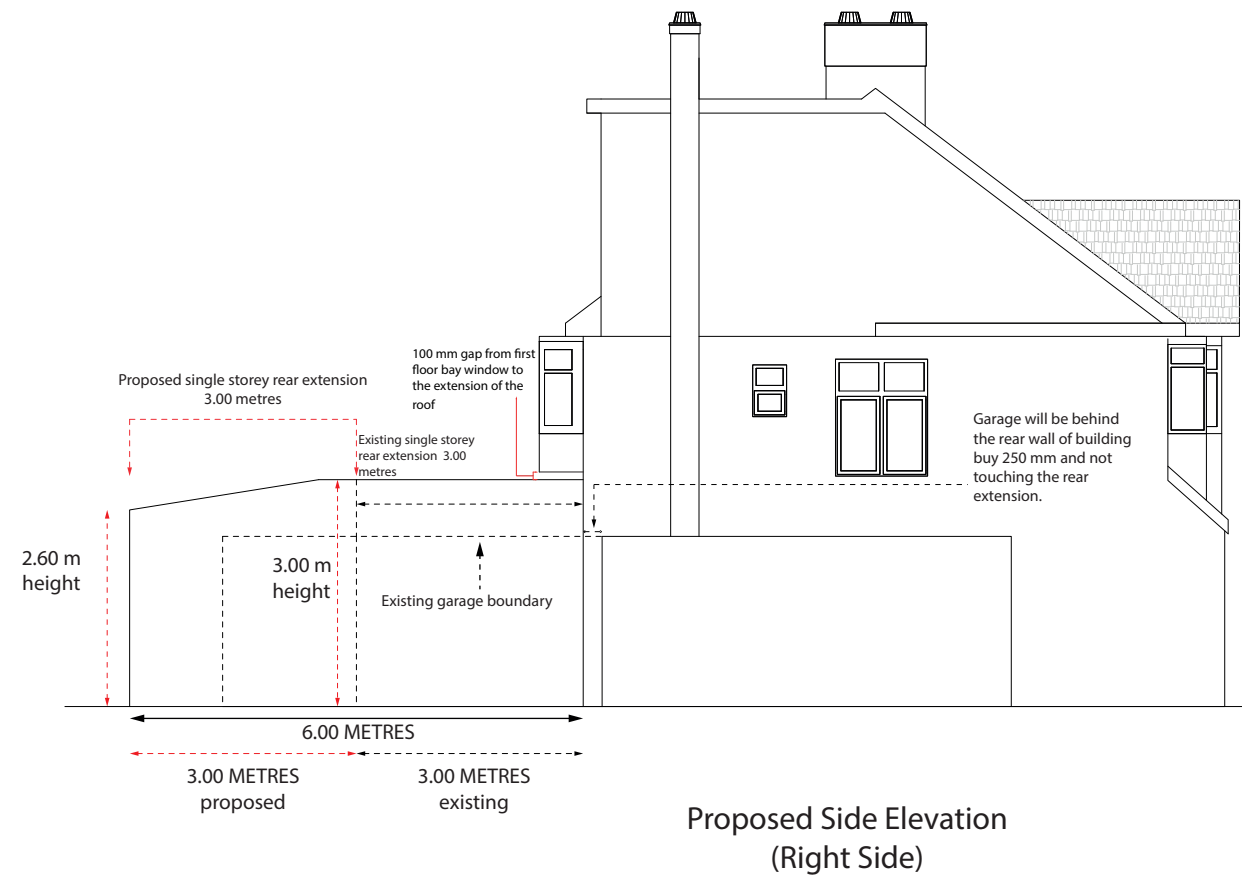 100 mm gap from first
floor bay window to
the extension of the
roof
Proposed single storey rear extension
3.00 metres
Existing single storey
rear extension  3.00
metres
Garage will be behind
the rear wall of building
buy 250 mm and not
touching the rear
extension.
2.60 m
height
3.00 m
height
Existing garage boundary
6.00 METRES
3.00 METRES
proposed
3.00 METRES
existing
Proposed Side Elevation
(Right Side)